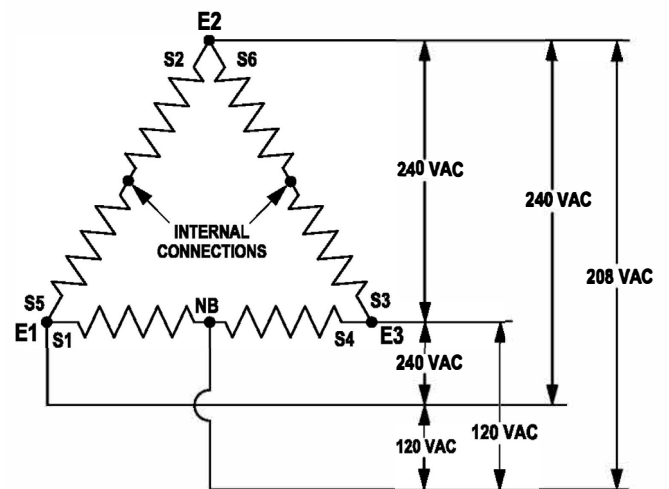 E2
S2 S6
240 VAC
240 VAC
INTERNAL
CONNECTIONS
208 VAC
S5 NB S3
E1 S1 S4 E3
240 VAC
120 VAC
120 VAC